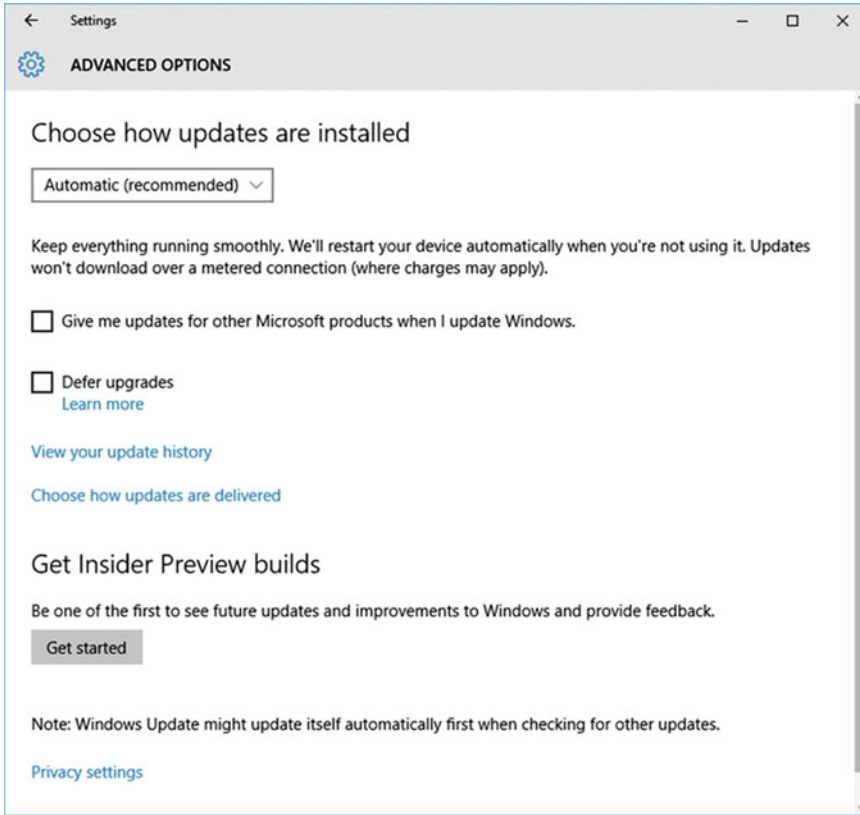 Settings
ADVANCED OPTIONS
Choose how updates are installed
Automatic (recommended)
Keep everything running smoothly. We'll restart your device automatically when you're not using it. Updates
won't download over a metered connection (where charges may apply).
Give me updates for other Microsoft products when I update Windows.
Defer upgrades
Learn more
View your update history
Choose how updates are delivered
Get Insider Preview builds
Be one of the first to see future updates and improvements to Windows and provide feedback.
Get started
Note: Windows Update might update itself automatically first when checking for other updates.
Privacy settings